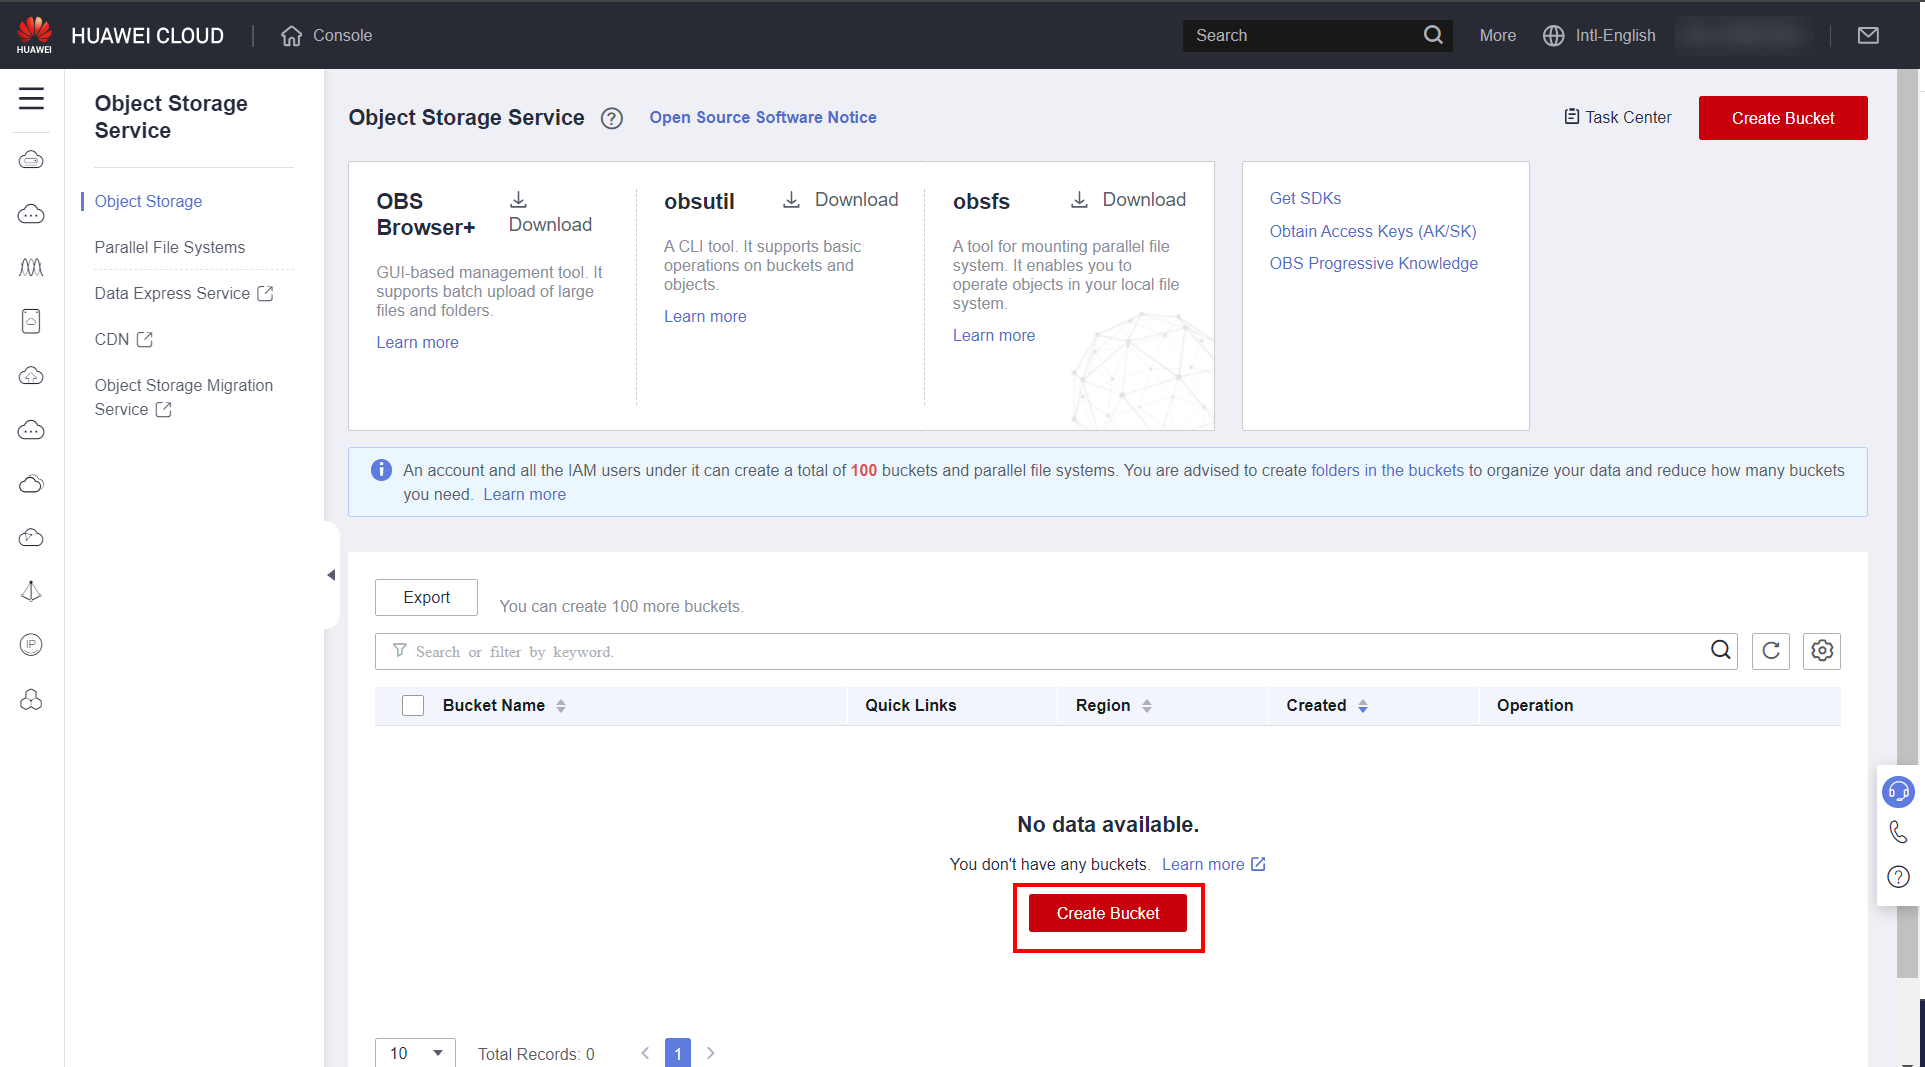 HUAWEI
HUAWEI CLOUD
Console
Search
More
Intl-English
Object Storage
Service
Object Storage
Parallel File Systems
Data Express Service
CDN
Object Storage Migration
Service
Object Storage Service
Open Source Software Notice
Task Center
Create Bucket
OBS
Browser+
Download
GUI-based management tool. It
supports batch upload of large
files and folders.
Learn more
obsutil
Download
A CLI tool. It supports basic
operations on buckets and
objects.
Learn more
obsfs
Download
A tool for mounting parallel file
system. It enables you to
operate objects in your local file
system.
Learn more
Get SDKs
Obtain Access Keys (AK/SK)
OBS Progressive Knowledge
An account and all the IAM users under it can create a total of 100 buckets and parallel file systems. You are advised to create folders in the buckets to organize your data and reduce how many buckets
you need. Learn more
Export
You can create 100 more buckets.
Search or filter by keyword.
Bucket Name
Quick Links
Region
Created
Operation
No data available.
You don't have any buckets. Learn more
Create Bucket
10
Total Records: 0
1
IP